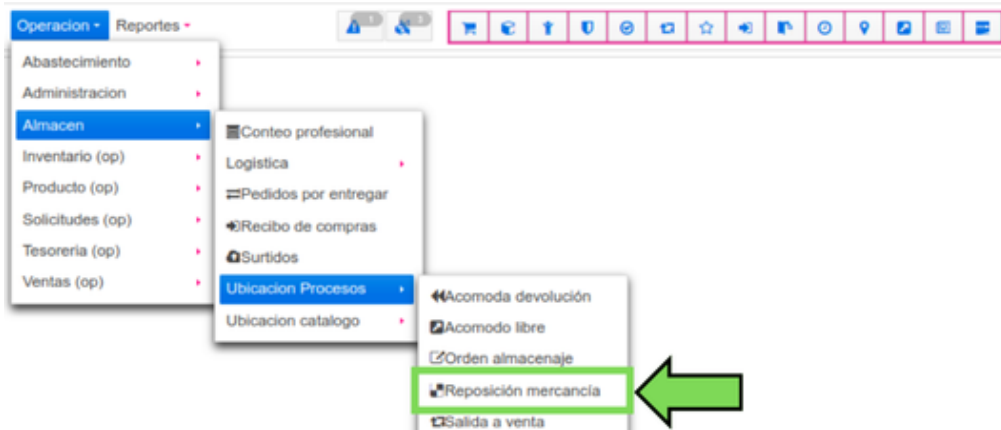 Operacion Reportes
1 3
Abastecimiento
Administracion
Almacen
Inventario (op)
Producto (op)
Solicitudes (op)
Tesoreria (op)
Ventas (op)
Conteo profesional
Logistica
Pedidos por entregar
Recibo de compras
Surtidos
Ubicacion Procesos
Ubicacion catalogo
Acomoda devolución
Acomodo libre
Orden almacenaje
Reposición mercancía
Salida a venta